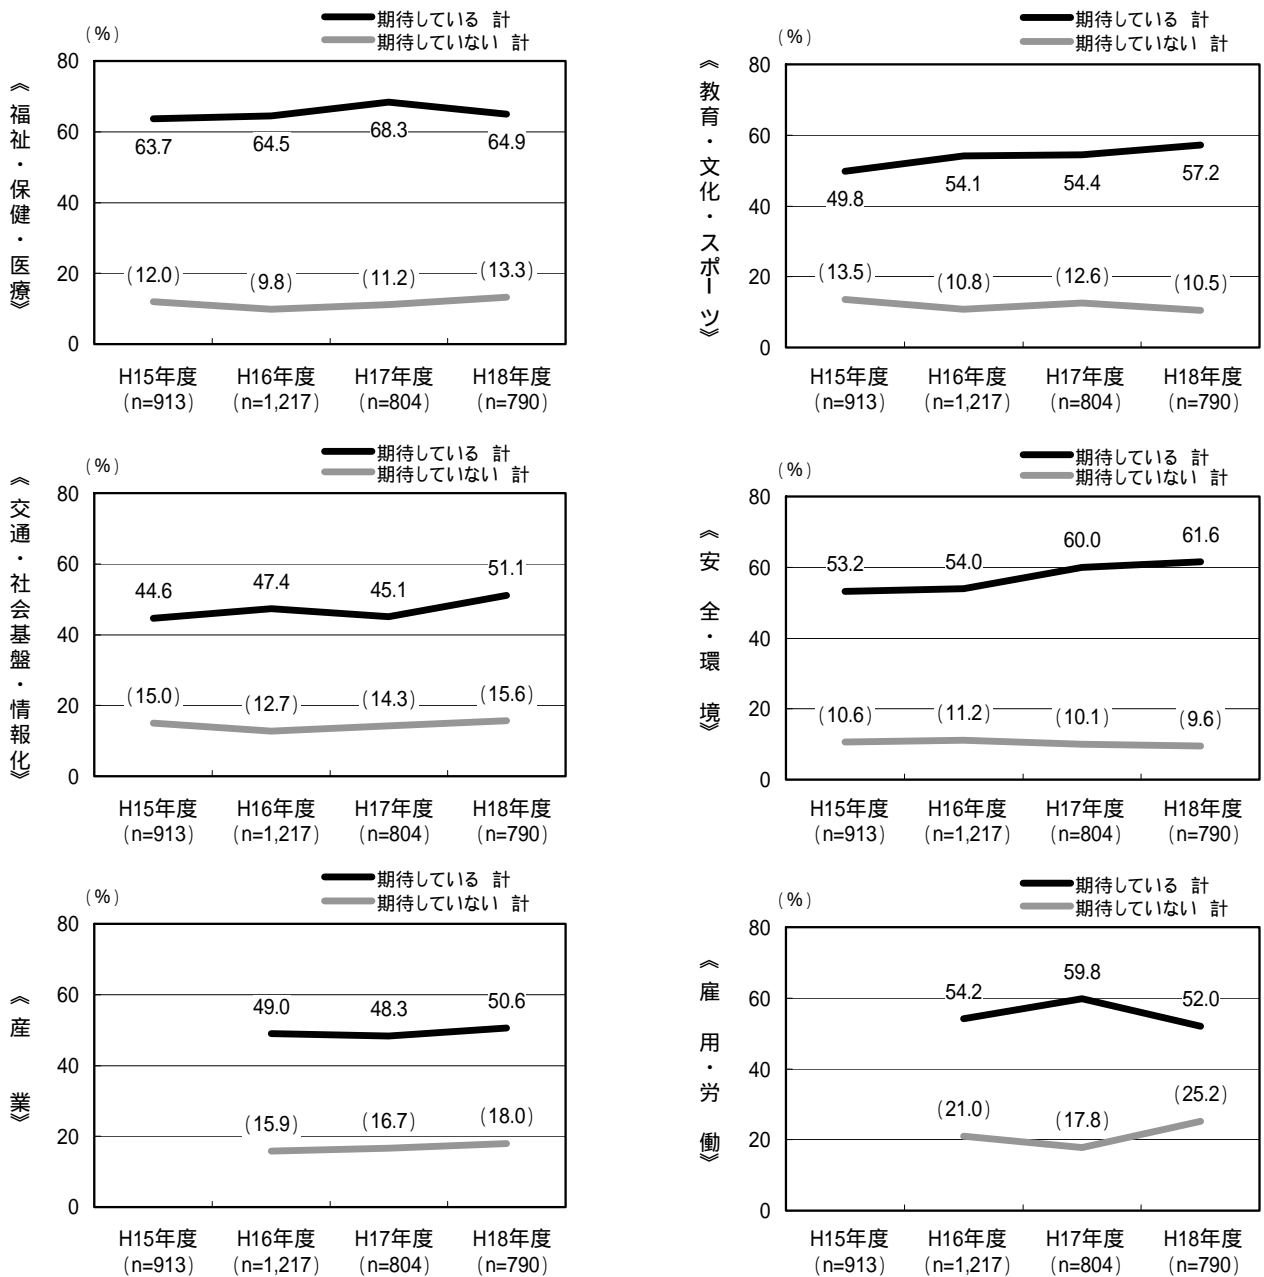 期待している 計
期待していない 計
(%)
《福祉・保健・医療》
80
60
40
20
0
63.7
64.5
68.3
64.9
(12.0)
(9.8)
(11.2)
(13.3)
H15年度
H16年度
H17年度
H18年度
(n=913)
(n=1,217)
(n=804)
(n=790)
期待している 計
期待していない 計
(%)
《教育・文化・スポーツ》
80
60
40
20
0
49.8
54.1
54.4
57.2
(13.5)
(10.8)
(12.6)
(10.5)
H15年度
H16年度
H17年度
H18年度
(n=913)
(n=1,217)
(n=804)
(n=790)
期待している 計
期待していない 計
(%)
《交通・社会基盤・情報化》
80
60
40
20
0
44.6
47.4
45.1
51.1
(15.0)
(12.7)
(14.3)
(15.6)
H15年度
H16年度
H17年度
H18年度
(n=913)
(n=1,217)
(n=804)
(n=790)
期待している 計
期待していない 計
(%)
《安全・環境》
80
60
40
20
0
53.2
54.0
60.0
61.6
(10.6)
(11.2)
(10.1)
(9.6)
H15年度
H16年度
H17年度
H18年度
(n=913)
(n=1,217)
(n=804)
(n=790)
期待している 計
期待していない 計
(%)
《産業》
80
60
40
20
0
49.0
48.3
50.6
(15.9)
(16.7)
(18.0)
H15年度
H16年度
H17年度
H18年度
(n=913)
(n=1,217)
(n=804)
(n=790)
期待している 計
期待していない 計
(%)
《雇用・労働》
80
60
40
20
0
54.2
59.8
52.0
(21.0)
(17.8)
(25.2)
H15年度
H16年度
H17年度
H18年度
(n=913)
(n=1,217)
(n=804)
(n=790)